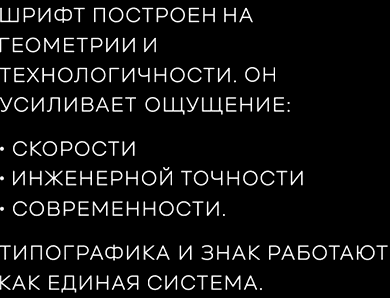 ШРИФТ ПОСТРОЕН НА
ГЕОМЕТРИИ И
ТЕХНОЛОГИЧНОСТИ. ОН
УСИЛИВАЕТ ОЩУЩЕНИЕ:
• СКОРОСТИ
• ИНЖЕНЕРНОЙ ТОЧНОСТИ
• СОВРЕМЕННОСТИ.
ТИПОГРАФИКА И ЗНАК РАБОТАЮТ
КАК ЕДИНАЯ СИСТЕМА.